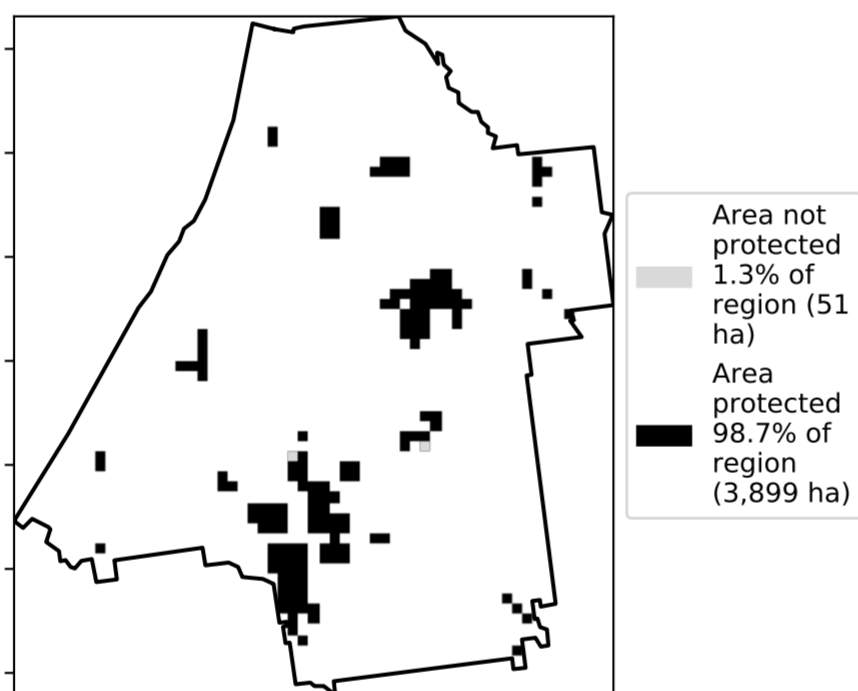 Area not
protected
1.3% of
region (51
ha)
Area
protected
98.7% of
region
(3,899 ha)